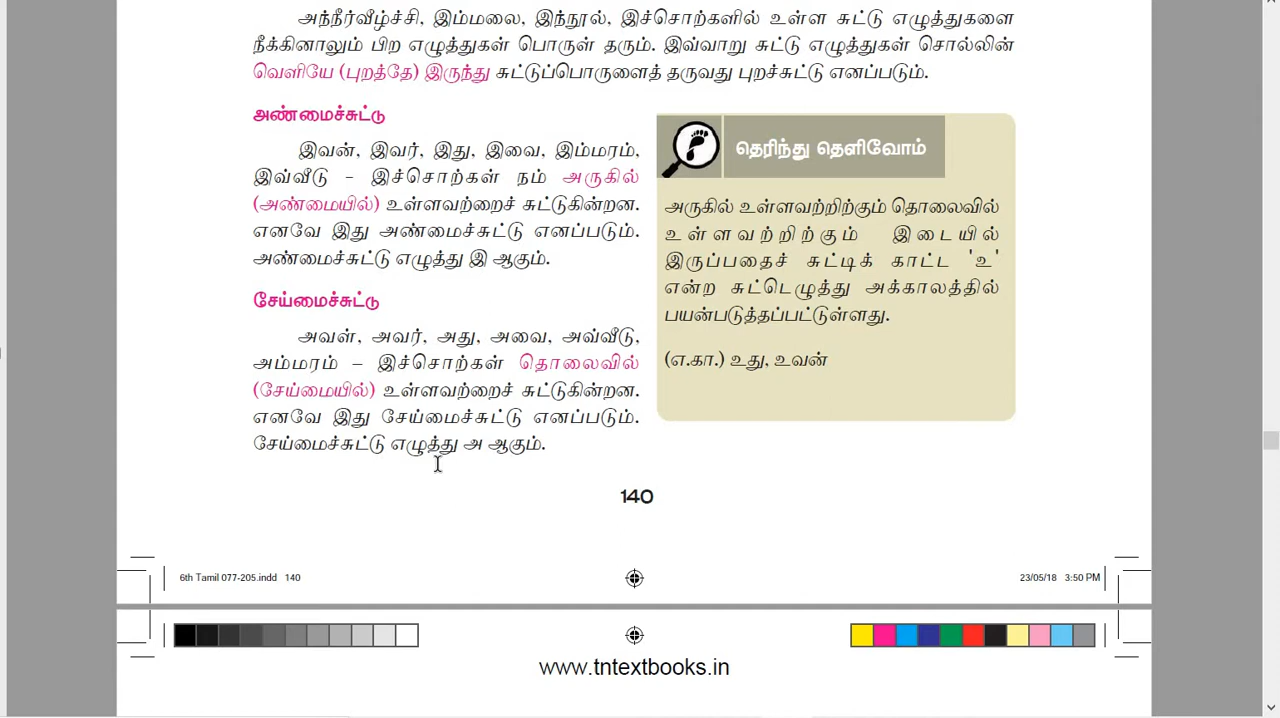 அந்நீர்வீழ்ச்சி, இம்மலை, இந்நூல், இச்சொற்களில் உள்ள சுட்டு எழுத்துகளை
நீக்கினாலும் பிற எழுத்துகள் பொருள் தரும். இவ்வாறு சுட்டு எழுத்துகள் சொல்லின்
வெளியே (புறத்தே) இருந்து சுட்டுப்பொருளைத் தருவது புறச்சுட்டு எனப்படும்.
அண்மைச்சுட்டு
இவன், இவர், இது, இவை, இம்மரம்,
இவ்வீடு – இச்சொற்கள் நம் அருகில்
(அண்மையில்) உள்ளவற்றைச் சுட்டுகின்றன.
எனவே இது அண்மைச்சுட்டு எனப்படும்.
அண்மைச்சுட்டு எழுத்து இ ஆகும்.
சேய்மைச்சுட்டு
அவள், அவர், அது, அவை, அவ்வீடு,
அம்மரம் – இச்சொற்கள் தொலைவில்
(சேய்மையில்) உள்ளவற்றைச் சுட்டுகின்றன.
எனவே இது சேய்மைச்சுட்டு எனப்படும்.
சேய்மைச்சுட்டு எழுத்து அ ஆகும்.
தெரிந்து தெளிவோம்
அருகில் உள்ளவற்றிற்கும் தொலைவில்
உள்ளவற்றிற்கும் இடையில்
இருப்பதைச் சுட்டிக் காட்ட 'உ'
என்ற சுட்டெழுத்து அக்காலத்தில்
பயன்படுத்தப்பட்டுள்ளது.
(எ.கா.) உது, உவன்
140
6th Tamil 077-205.indd 140
23/05/18 3:50 PM
www.tntextbooks.in